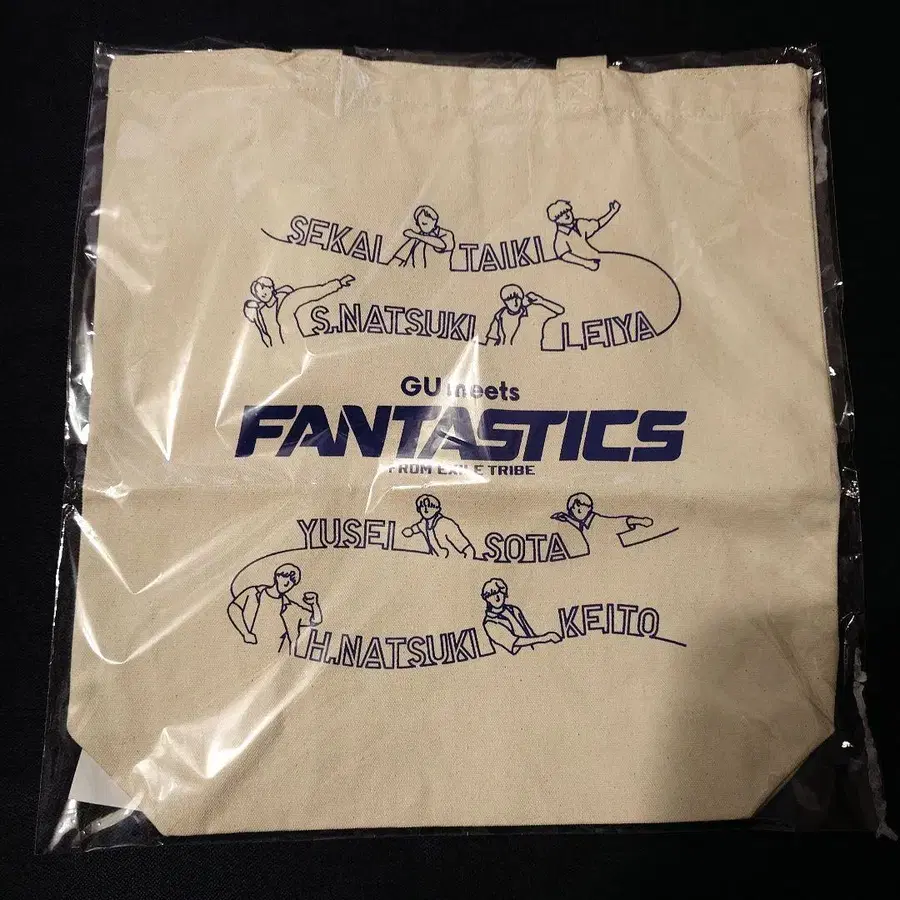 SEKAI TAIKI
S.NATSUKI LEIYA
GU meets
FANTASTICS
FROM EXILE TRIBE
YUSEI SOTA
H.NATSUKI KEITO